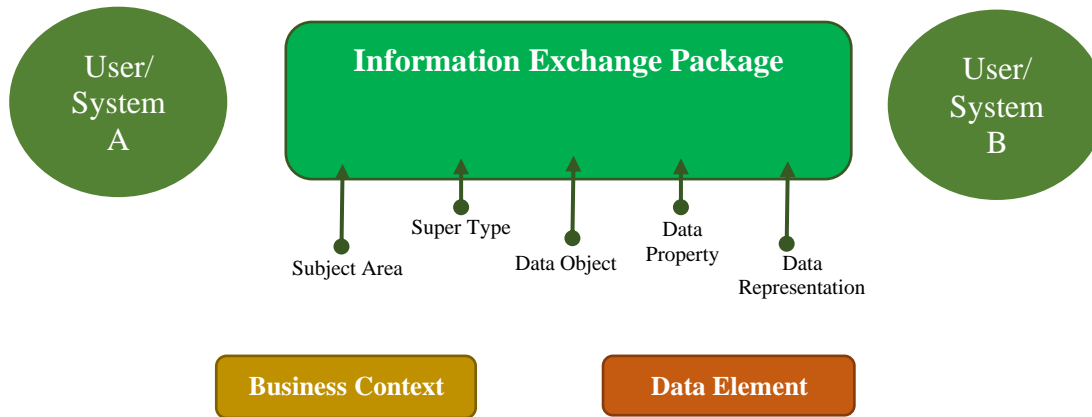 User/
System
A
Information Exchange Package
User/
System
B
Subject Area
Super Type
Data Object
Data
Property
Data
Representation
Business Context
Data Element